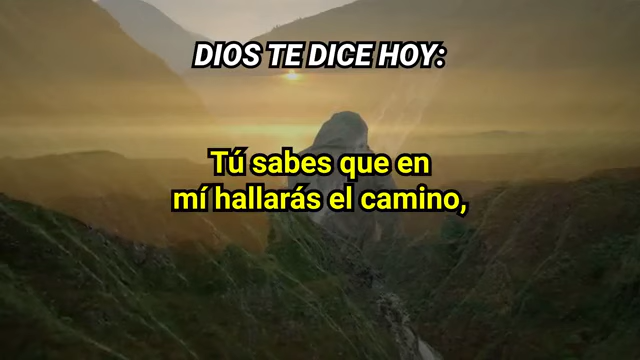 DIOS TE DICE HOY:
Tú sabes que en
mí hallarás el camino,